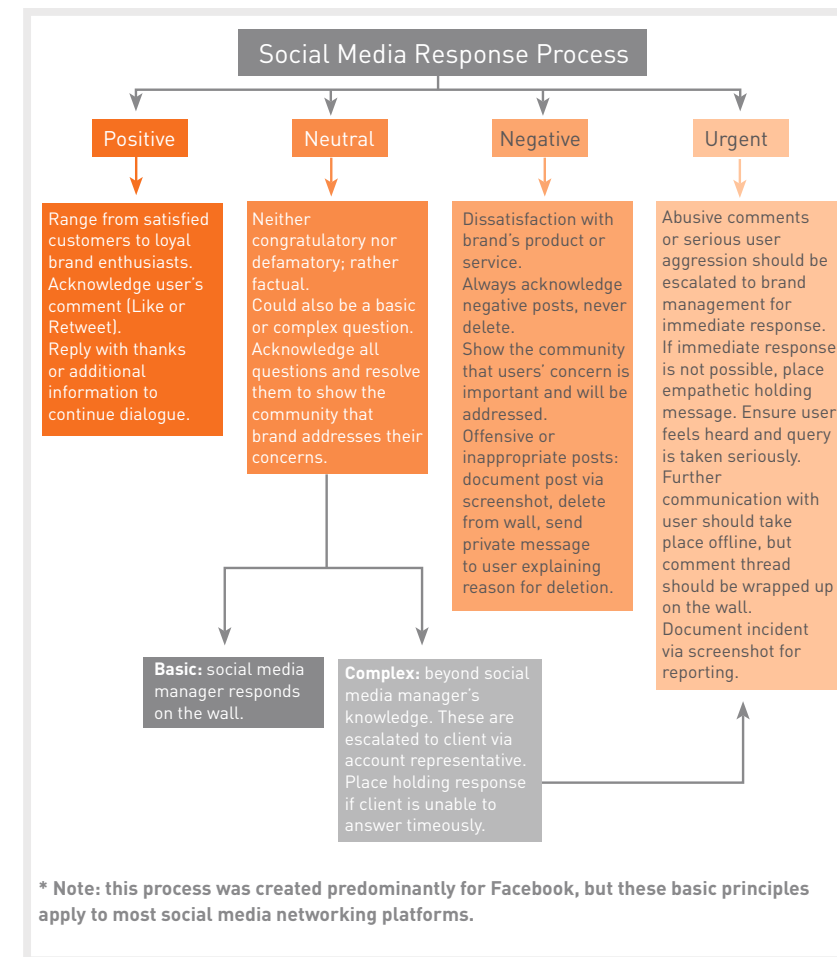 Social Media Response Process
Positive
Neutral
Negative
Urgent
Range from satisfied
customers to loyal
brand enthusiasts.
Acknowledge user's
comment (Like or
Retweet).
Reply with thanks
or additional
information to
continue dialogue.
Neither
congratulatory nor
defamatory; rather
factual.
Could also be a basic
or complex question.
Acknowledge all
questions and resolve
them to show the
community that
brand addresses their
concerns.
Dissatisfaction with
brand's product or
service.
Always acknowledge
negative posts, never
delete.
Show the community
that users' concern is
important and will be
addressed.
Offensive or
inappropriate posts:
document post via
screenshot, delete
from wall, send
private message
to user explaining
reason for deletion.
Abusive comments
or serious user
aggression should be
escalated to brand
management for
immediate response.
If immediate response
is not possible, place
empathetic holding
message. Ensure user
feels heard and query
is taken seriously.
Further
communication with
user should take
place offline, but
comment thread
should be wrapped up
on the wall.
Document incident
via screenshot for
reporting.
Basic: social media
manager responds
on the wall.
Complex: beyond social
media manager's
knowledge. These are
escalated to client via
account representative.
Place holding response
if client is unable to
answer timeously.
* Note: this process was created predominantly for Facebook, but these basic principles
apply to most social media networking platforms.